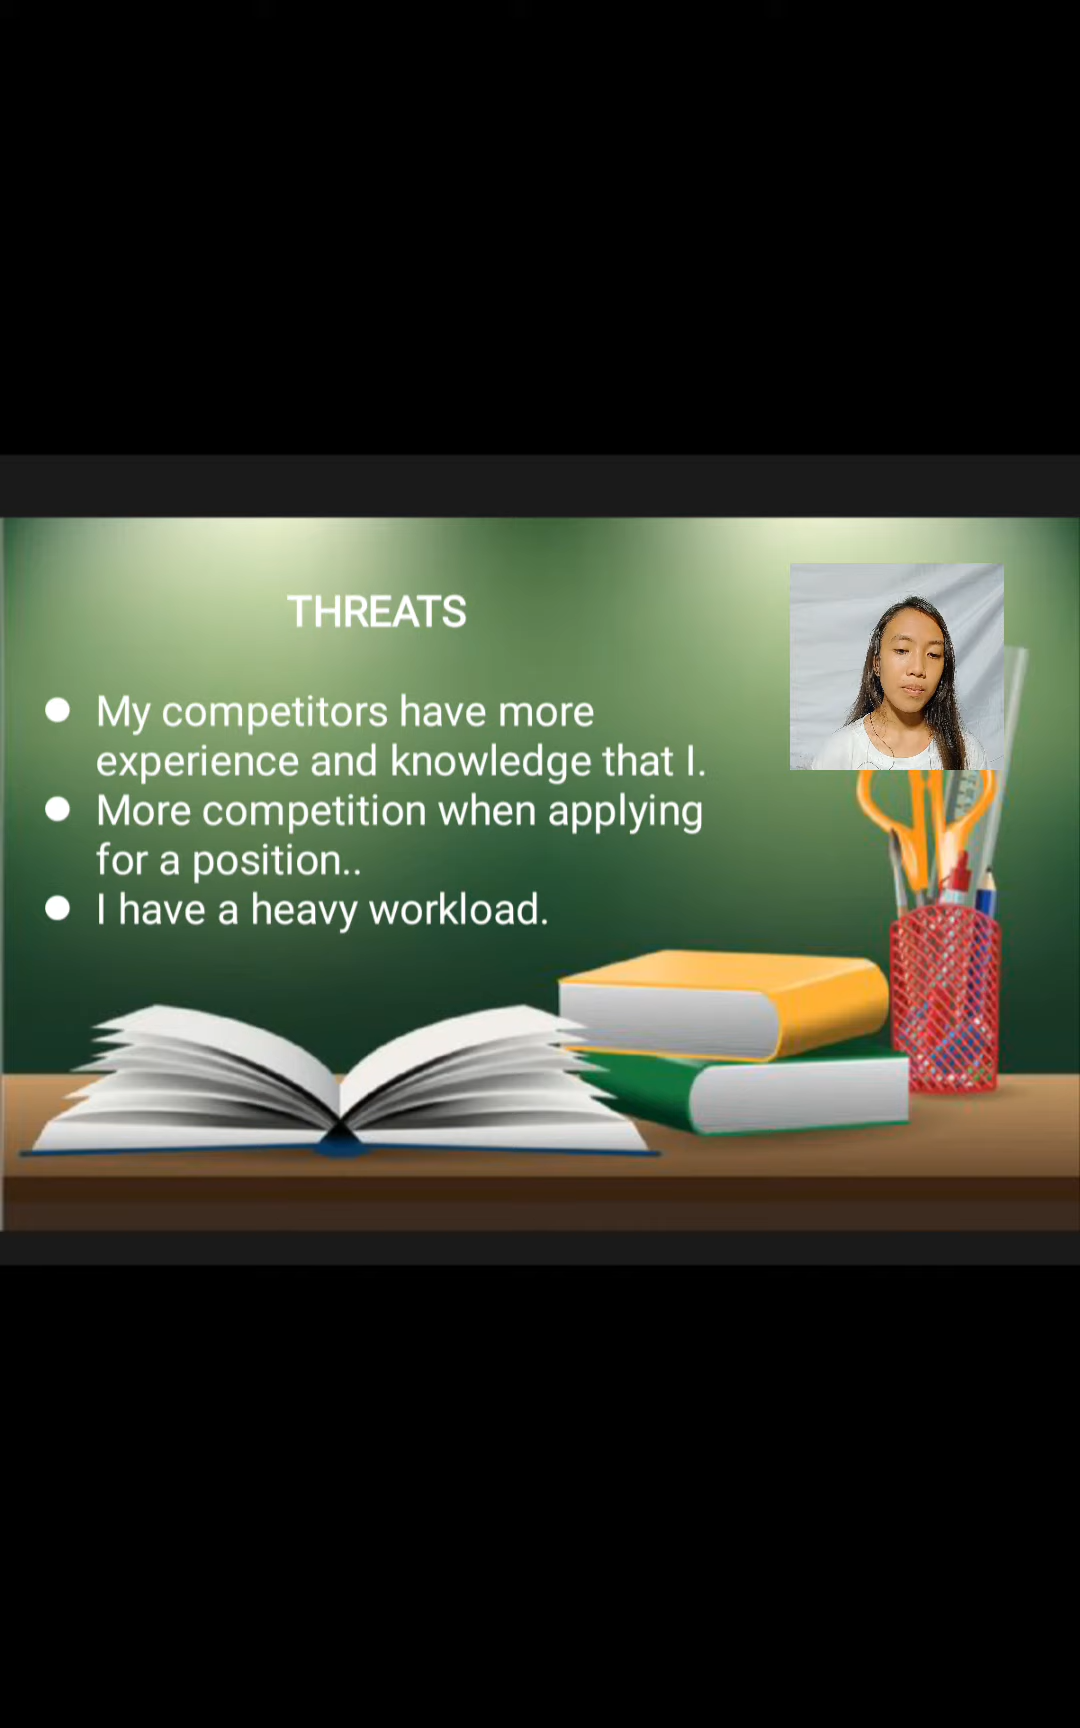 THREATS
● My competitors have more
experience and knowledge that I.
● More competition when applying
for a position..
● I have a heavy workload.